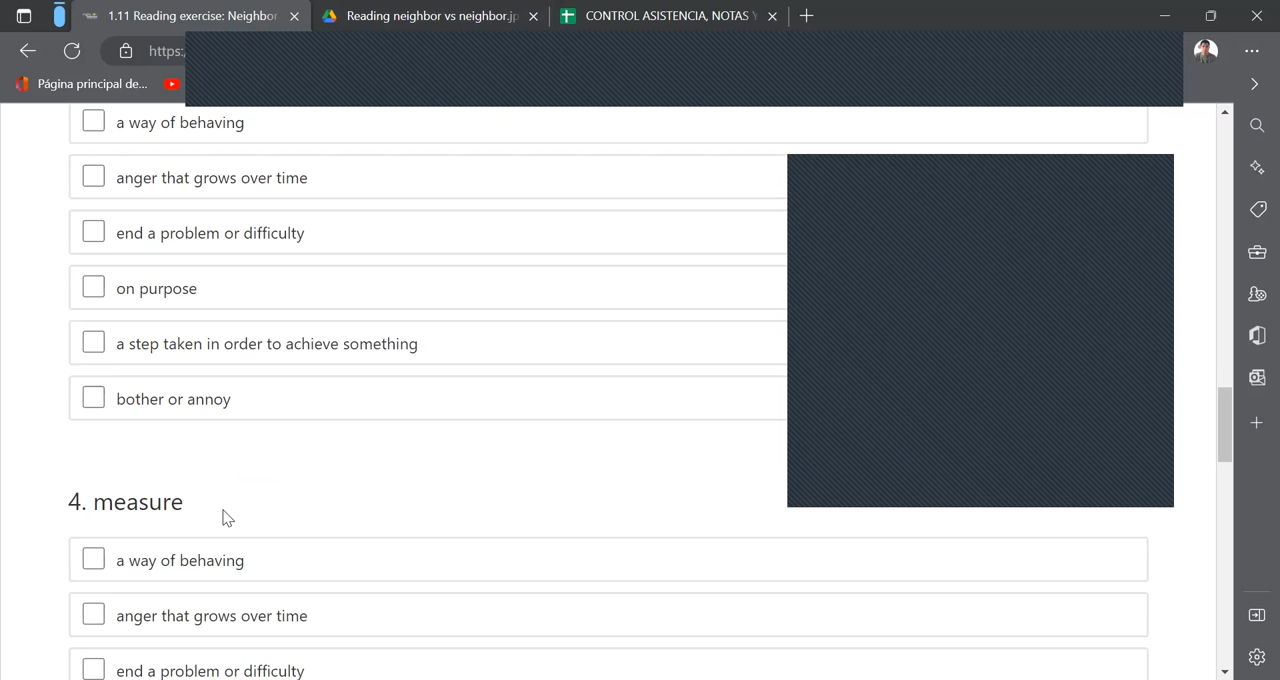 1.11 Reading exercise: Neighbor
Reading neighbor vs neighbor.jp
CONTROL ASISTENCIA, NOTAS Y
https:
Página principal de...
a way of behaving
anger that grows over time
end a problem or difficulty
on purpose
a step taken in order to achieve something
bother or annoy
4. measure
a way of behaving
anger that grows over time
end a problem or difficulty